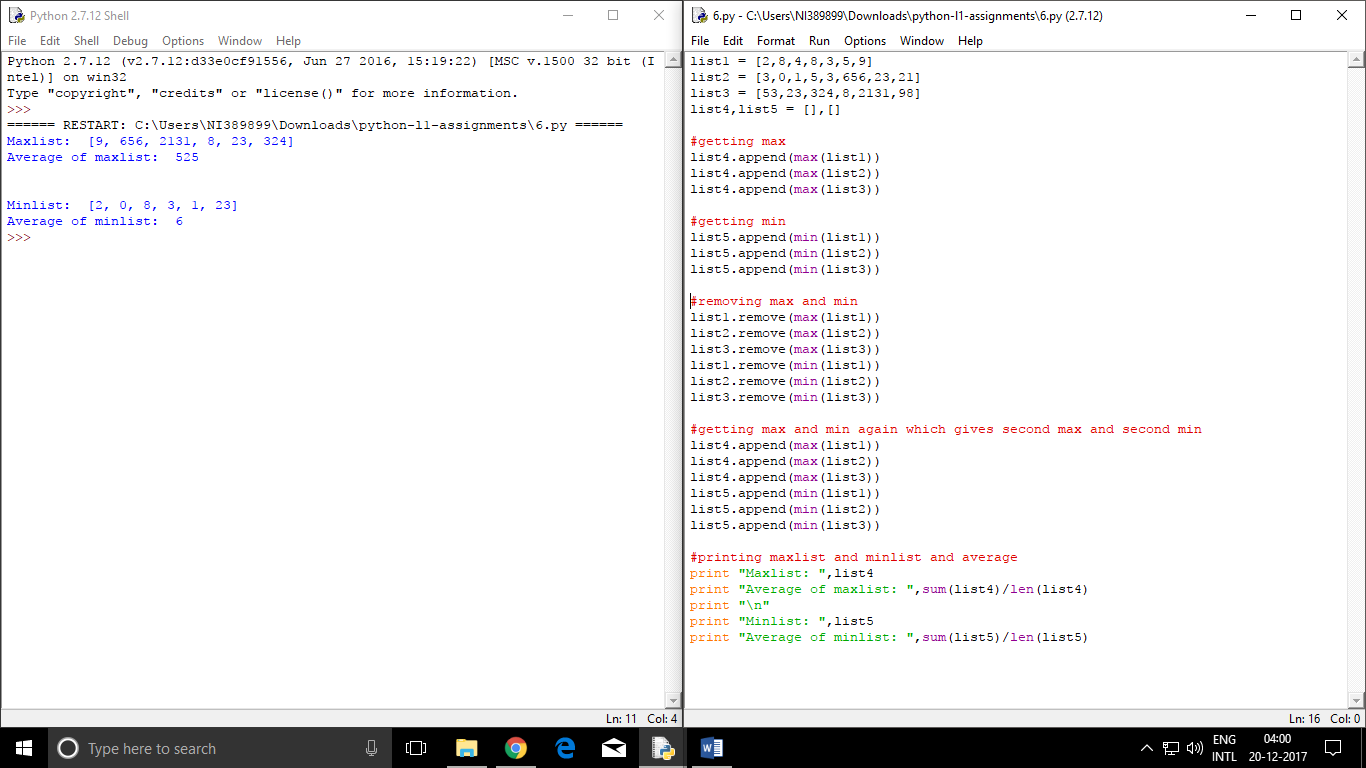 Python 2.7.12 Shell
File Edit Shell Debug Options Window Help
Python 2.7.12 (v2.7.12:d33e0cf91556, Jun 27 2016, 15:19:22) [MSC v.1500 32 bit (I
ntel)] on win32
Type "copyright", "credits" or "license()" for more information.
>>>
====== RESTART: C:\Users\NI389899\Downloads\python-l1-assignments\6.py ======
Maxlist:  [9, 656, 2131, 8, 23, 324]
Average of maxlist:  525
Minlist:  [2, 0, 8, 3, 1, 23]
Average of minlist:  6
>>>
Ln: 11 Col: 4
6.py - C:\Users\NI389899\Downloads\python-l1-assignments\6.py (2.7.12)
File Edit Format Run Options Window Help
list1 = [2,8,4,8,3,5,9]
list2 = [3,0,1,5,3,656,23,21]
list3 = [53,23,324,8,2131,98]
list4,list5 = [],[]
#getting max
list4.append(max(list1))
list4.append(max(list2))
list4.append(max(list3))
#getting min
list5.append(min(list1))
list5.append(min(list2))
list5.append(min(list3))
#removing max and min
list1.remove(max(list1))
list2.remove(max(list2))
list3.remove(max(list3))
list1.remove(min(list1))
list2.remove(min(list2))
list3.remove(min(list3))
#getting max and min again which gives second max and second min
list4.append(max(list1))
list4.append(max(list2))
list4.append(max(list3))
list5.append(min(list1))
list5.append(min(list2))
list5.append(min(list3))
#printing maxlist and minlist and average
print "Maxlist: ",list4
print "Average of maxlist: ",sum(list4)/len(list4)
print "\n"
print "Minlist: ",list5
print "Average of minlist: ",sum(list5)/len(list5)
Ln: 16 Col: 0
Type here to search
ENG
INTL
04:00
20-12-2017